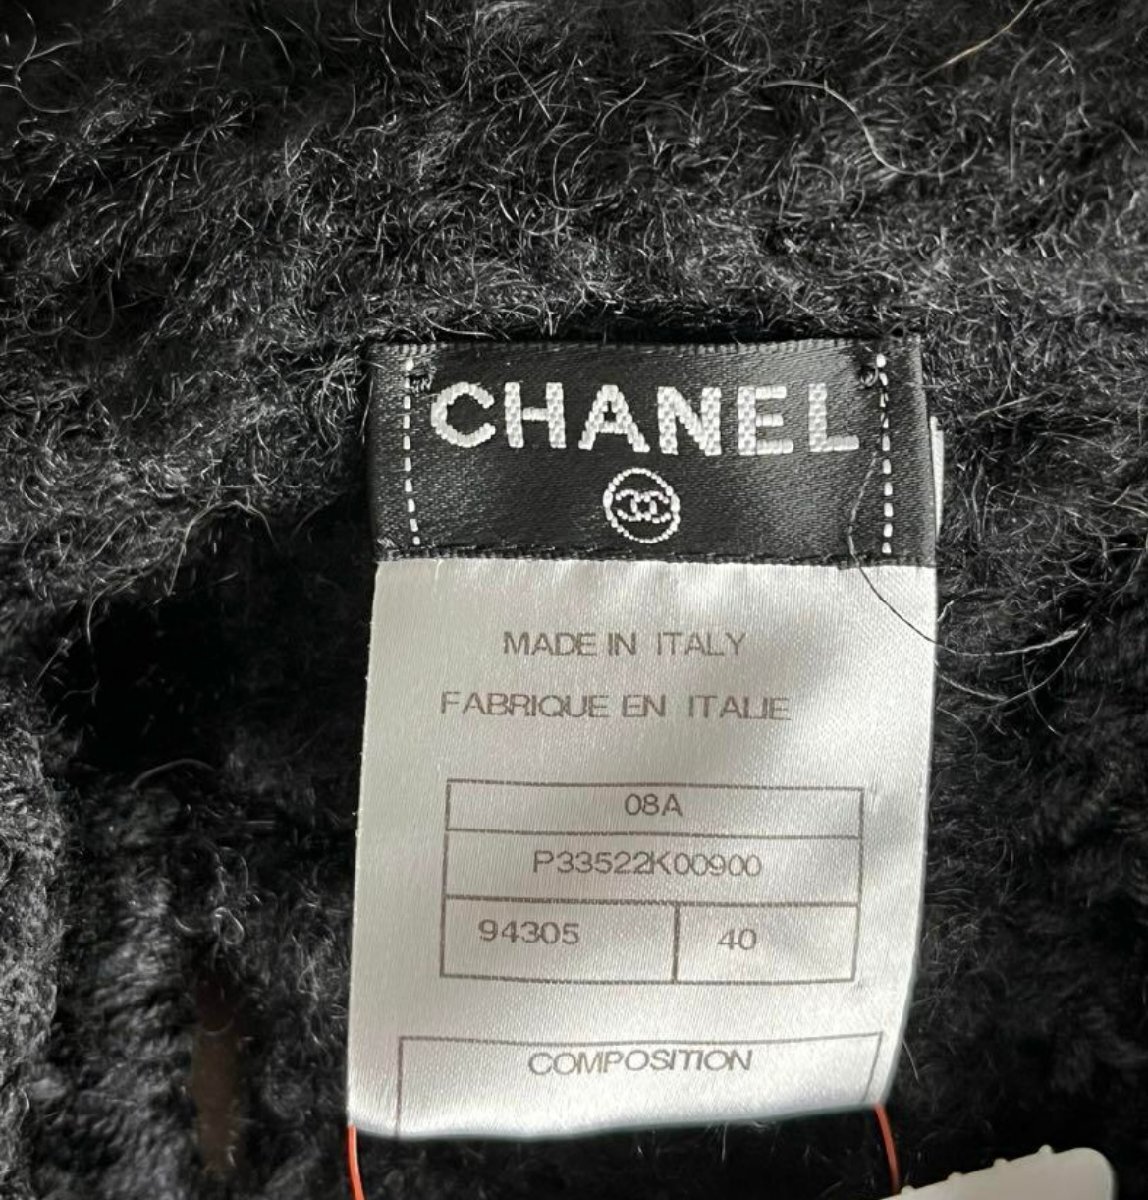 CHANEL
MADE IN ITALY
FABRIQUE EN ITALIE
08A
P33522K00900
94305 40
COMPOSITION